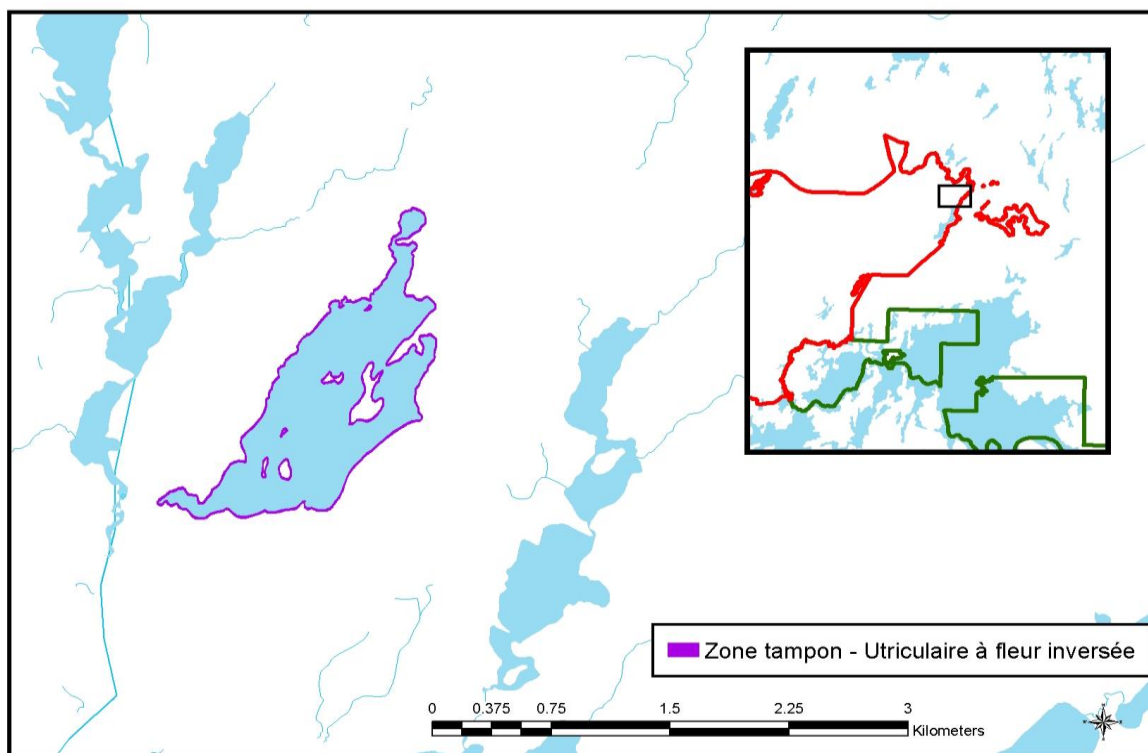 Zone tampon - Utriculaire à fleur inversée
0 0.375 0.75 1.5 2.25 3
Kilometers